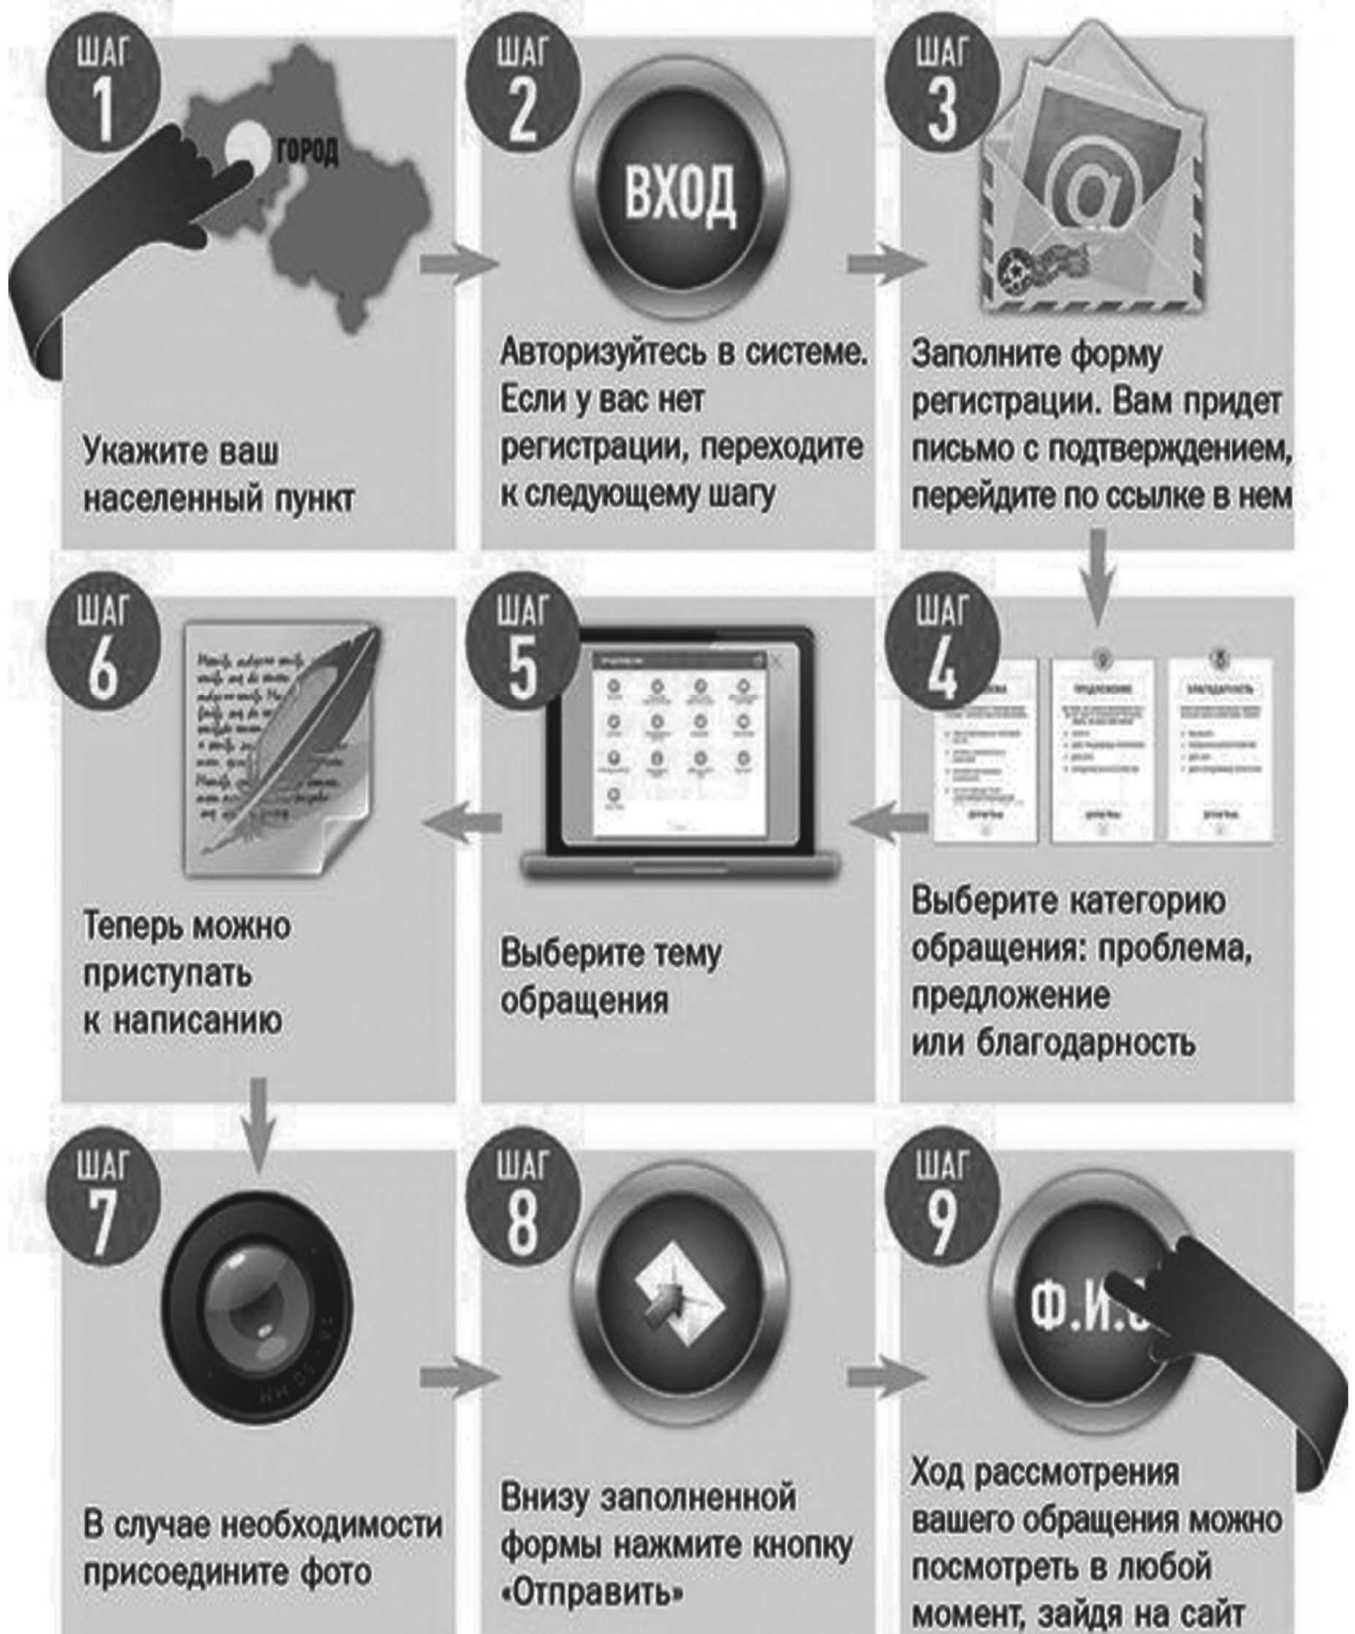 ШАГ
1
ГОРОД
Укажите ваш
населенный пункт
ШАГ
2
ВХОД
Авторизуйтесь в системе.
Если у вас нет
регистрации, переходите
к следующему шагу
ШАГ
3
@
Заполните форму
регистрации. Вам придет
письмо с подтверждением,
перейдите по ссылке в нем
ШАГ
4
ПРЕДЛОЖЕНИЕ
БЛАГОДАРНОСТЬ
Выберите категорию
обращения: проблема,
предложение
или благодарность
ШАГ
5
Выберите тему
обращения
ШАГ
6
Теперь можно
приступать
к написанию
ШАГ
7
В случае необходимости
присоедините фото
ШАГ
8
Внизу заполненной
формы нажмите кнопку
«Отправить»
ШАГ
9
Ф.И.О
Ход рассмотрения
вашего обращения можно
посмотреть в любой
момент, зайдя на сайт